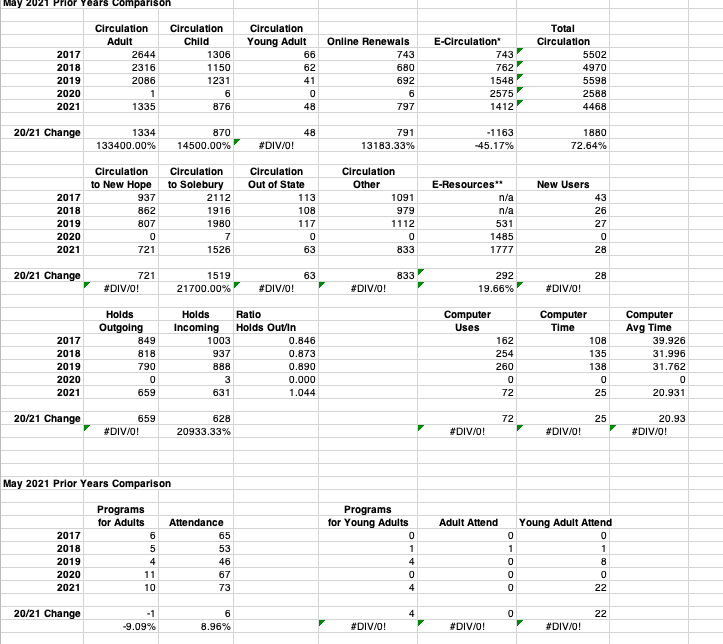 May 2021 Prior Years Comparison
Circulation Circulation Circulation Total
Adult Child Young Adult Online Renewals E-Circulation* Circulation
2017 2644 1306 66 743 743 5502
2018 2316 1150 62 680 762 4970
2019 2086 1231 41 692 1548 5598
2020 1 6 0 6 2575 2588
2021 1335 876 48 797 1412 4468
20/21 Change 1334 870 48 791 -1163 1880
133400.00% 14500.00% #DIV/0! 13183.33% -45.17% 72.64%
Circulation Circulation Circulation Circulation
to New Hope to Solebury Out of State Other E-Resources** New Users
2017 937 2112 113 1091 n/a 43
2018 862 1916 108 979 n/a 26
2019 807 1980 117 1112 531 27
2020 0 7 0 0 1485 0
2021 721 1526 63 833 1777 28
20/21 Change 721 1519 63 833 292 28
#DIV/0! 21700.00% #DIV/0! #DIV/0! 19.66% #DIV/0!
Holds Holds Ratio Computer Computer Computer
Outgoing Incoming Holds Out/In Uses Time Avg Time
2017 849 1003 0.846 162 108 39.926
2018 818 937 0.873 254 135 31.996
2019 790 888 0.890 260 138 31.762
2020 0 3 0.000 0 0 0
2021 659 631 1.044 72 25 20.931
20/21 Change 659 628 72 25 20.93
#DIV/0! 20933.33% #DIV/0! #DIV/0! #DIV/0!
May 2021 Prior Years Comparison
Programs Programs
for Adults Attendance for Young Adults Adult Attend Young Adult Attend
2017 6 65 0 0 0
2018 5 53 1 1 1
2019 4 46 4 0 8
2020 11 67 0 0 0
2021 10 73 4 0 22
20/21 Change -1 6 4 0 22
-9.09% 8.96% #DIV/0! #DIV/0! #DIV/0!